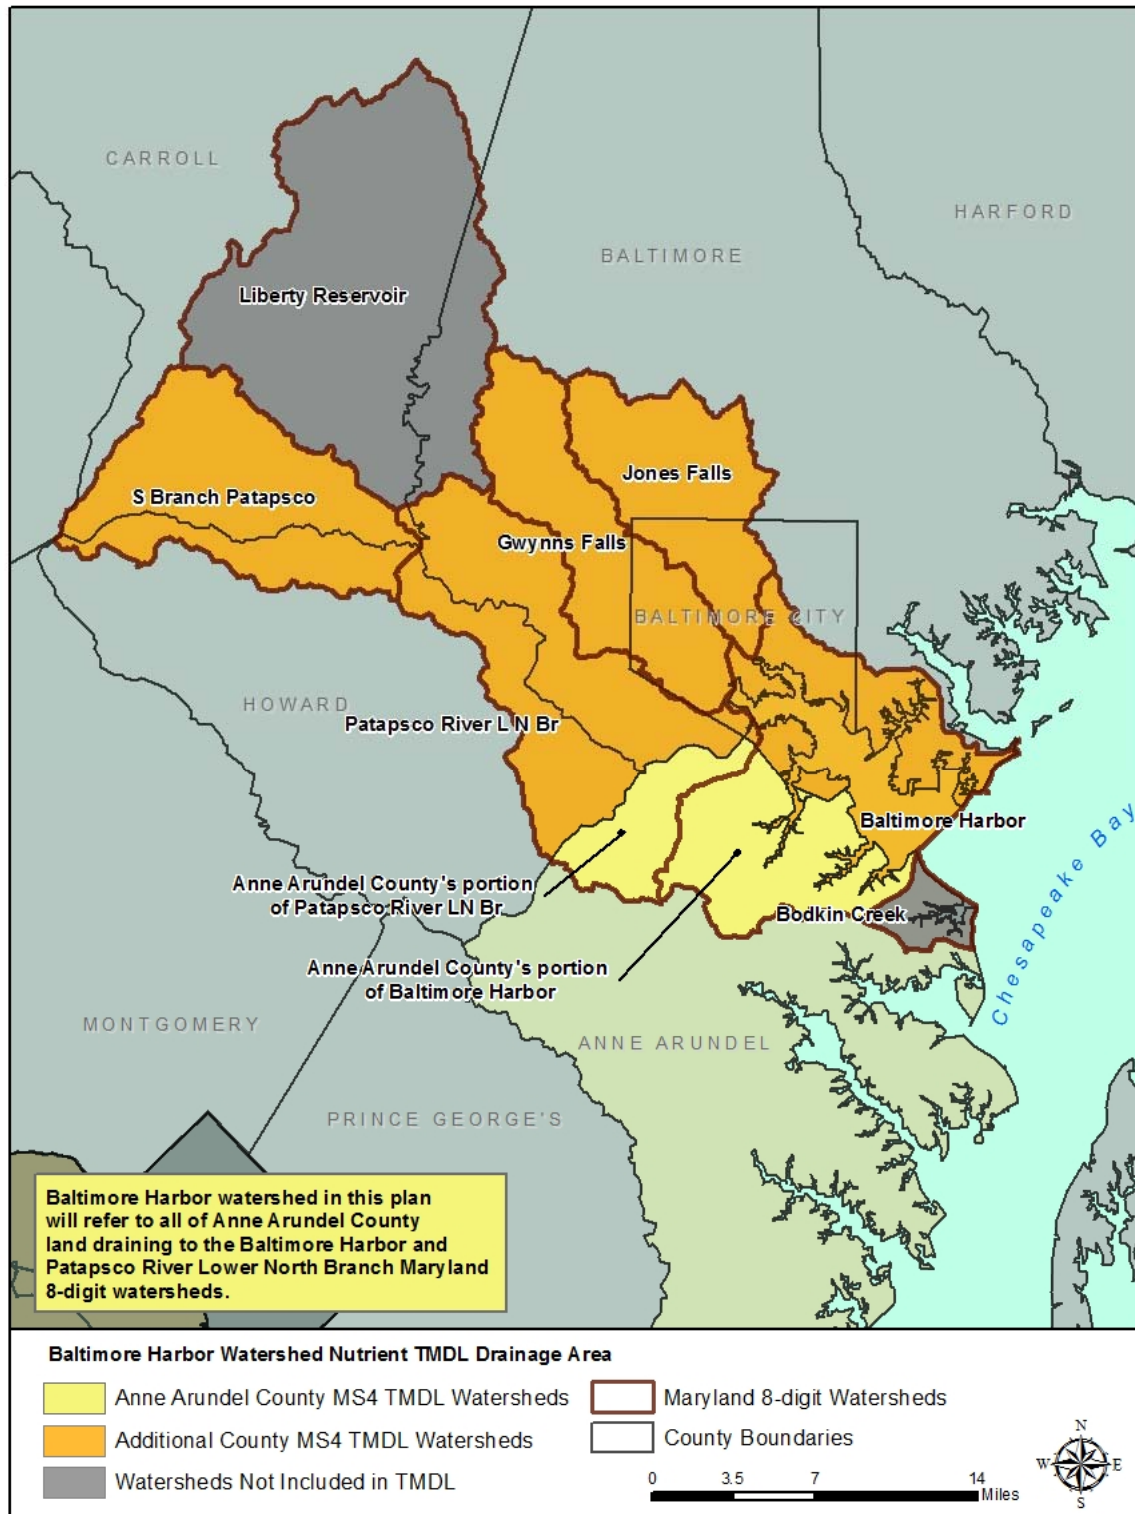 CARROLL
HARFORD
BALTIMORE
Liberty Reservoir
Jones Falls
S Branch Patapsco
Gwynns Falls
BALTIMORE CITY
HOWARD
Patapsco River L N Br
Baltimore Harbor
Chesapeake Bay
Anne Arundel County's portion
of Patapsco River LN Br
Bodkin Creek
Anne Arundel County's portion
of Baltimore Harbor
MONTGOMERY
ANNE ARUNDEL
PRINCE GEORGE'S
Baltimore Harbor watershed in this plan
will refer to all of Anne Arundel County
land draining to the Baltimore Harbor and
Patapsco River Lower North Branch Maryland
8-digit watersheds.
Baltimore Harbor Watershed Nutrient TMDL Drainage Area
Anne Arundel County MS4 TMDL Watersheds
Additional County MS4 TMDL Watersheds
Watersheds Not Included in TMDL
Maryland 8-digit Watersheds
County Boundaries
0 3.5 7 14
Miles
N
W E
S